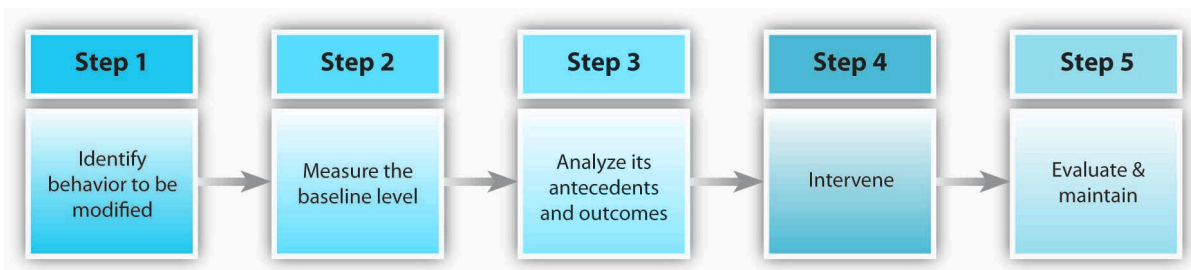 Step 1
Identify
behavior to be
modified
Step 2
Measure the
baseline level
Step 3
Analyze its
antecedents
and outcomes
Step 4
Intervene
Step 5
Evaluate &
maintain